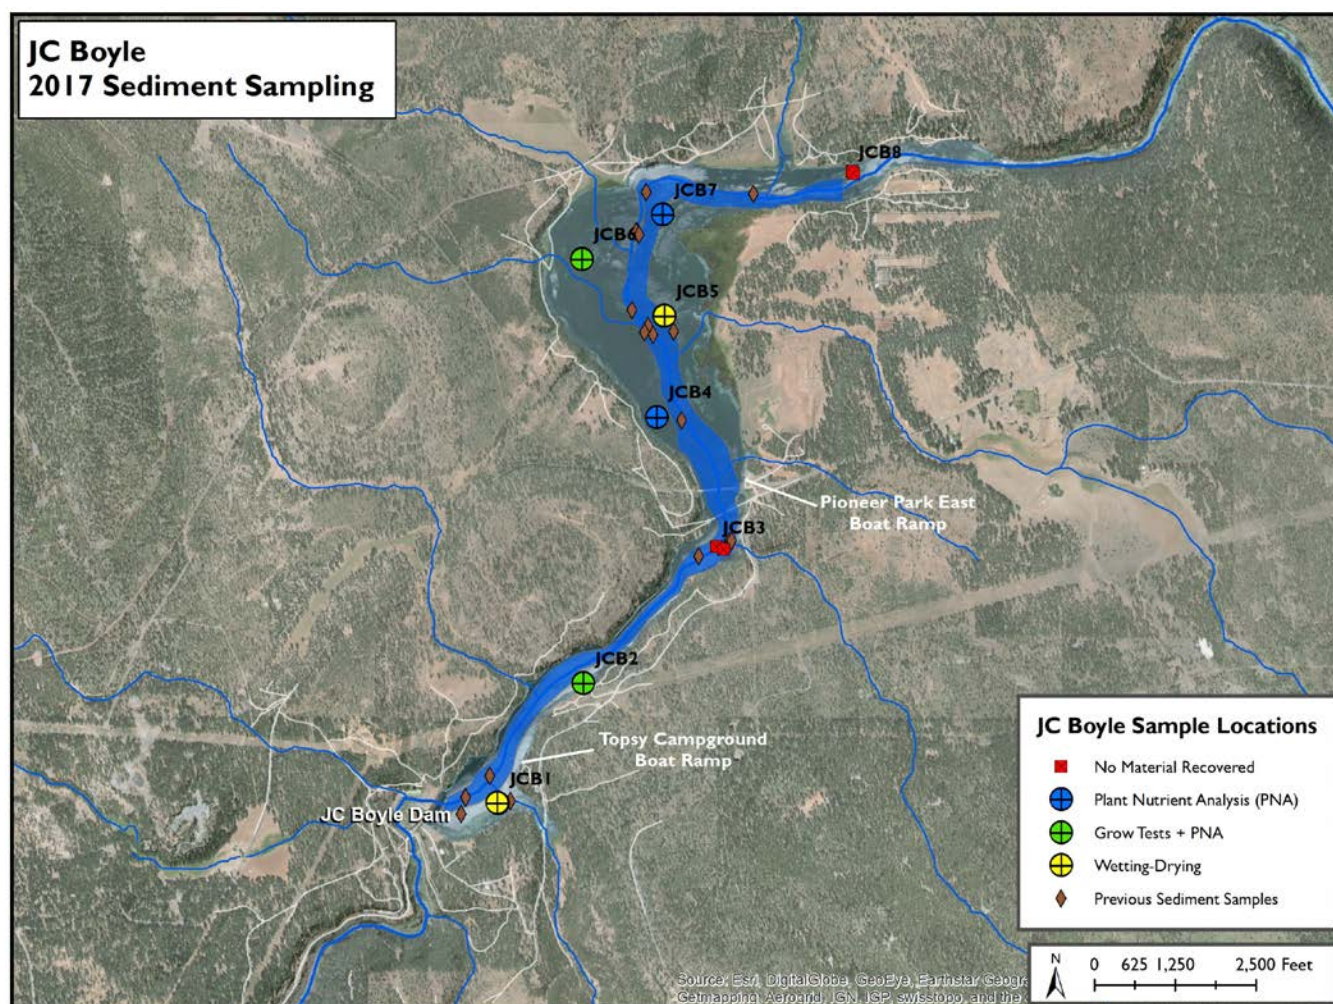 JC Boyle
2017 Sediment Sampling
JCB8
JCB7
JCB6
JCB5
JCB4
Pioneer Park East
Boat Ramp
JCB3
JCB2
Topsy Campground
Boat Ramp
JCB1
JC Boyle Dam
JC Boyle Sample Locations
No Material Recovered
Plant Nutrient Analysis (PNA)
Grow Tests + PNA
Wetting-Drying
Previous Sediment Samples
N
0 625 1,250 2,500 Feet
Source: Esri, DigitalGlobe, GeoEye, Earthstar Geogra
Getmapping, Aerogrid, IGN, IGP, swisstopo, and the